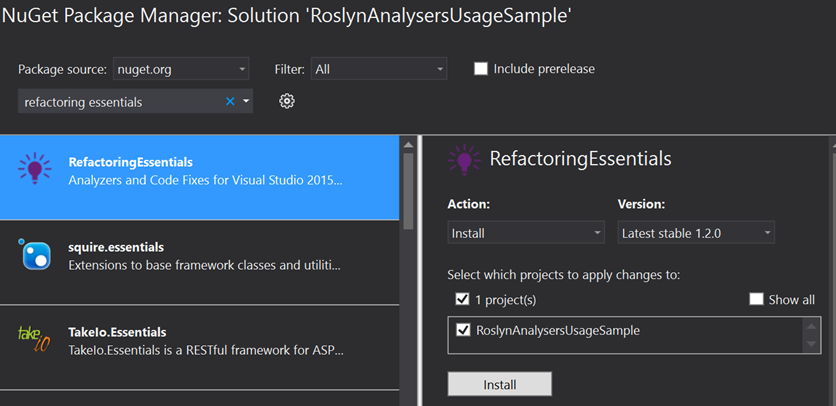 NuGet Package Manager: Solution 'RoslynAnalysersUsageSample'
Package source: nuget.org Filter: All Include prerelease
refactoring essentials
RefactoringEssentials
Analyzers and Code Fixes for Visual Studio 2015...
squire.essentials
Extensions to base framework classes and utiliti...
take.io
TakeIo.Essentials
TakeIo.Essentials is a RESTful framework for ASP...
RefactoringEssentials
Action: Version:
Install Latest stable 1.2.0
Select which projects to apply changes to:
1 project(s) Show all
RoslynAnalysersUsageSample
Install